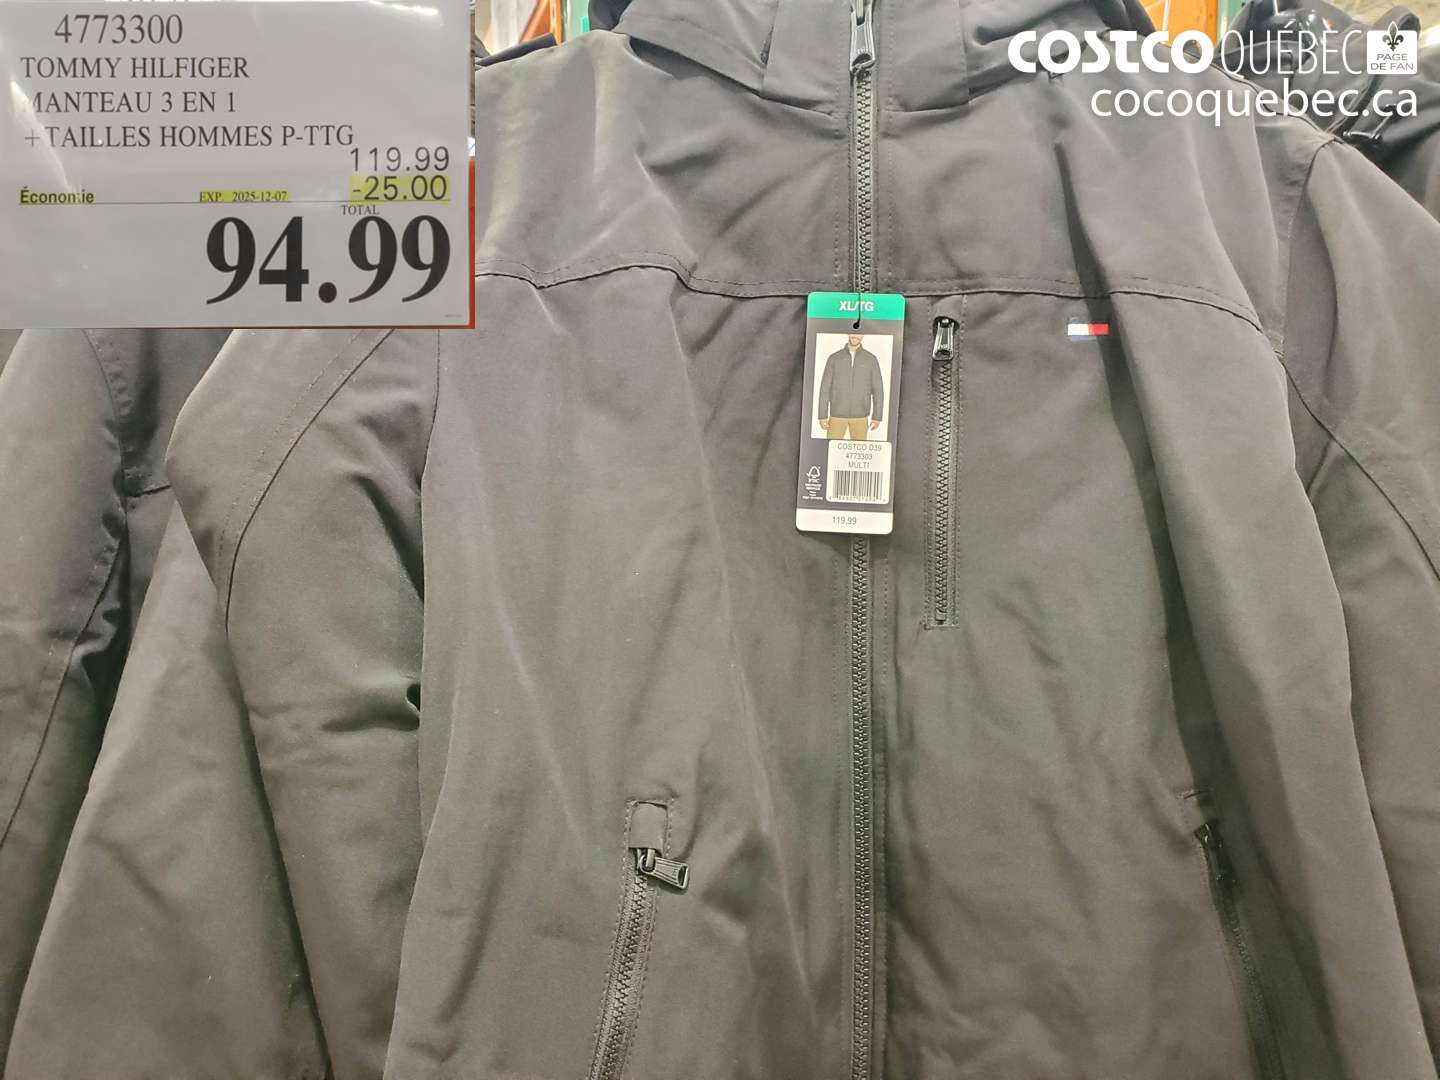 4773300
TOMMY HILFIGER
MANTEAU 3 EN 1
+TAILLES HOMMES P-TTG
119.99
Économie EXP 2025-12-07 -25.00
TOTAL
94.99
COSTCO QUÉBEC PAGE DE FAN
cocoquebec.ca
XL/TG
COSTCO D39
4773303
MULTI
FSC
119.99